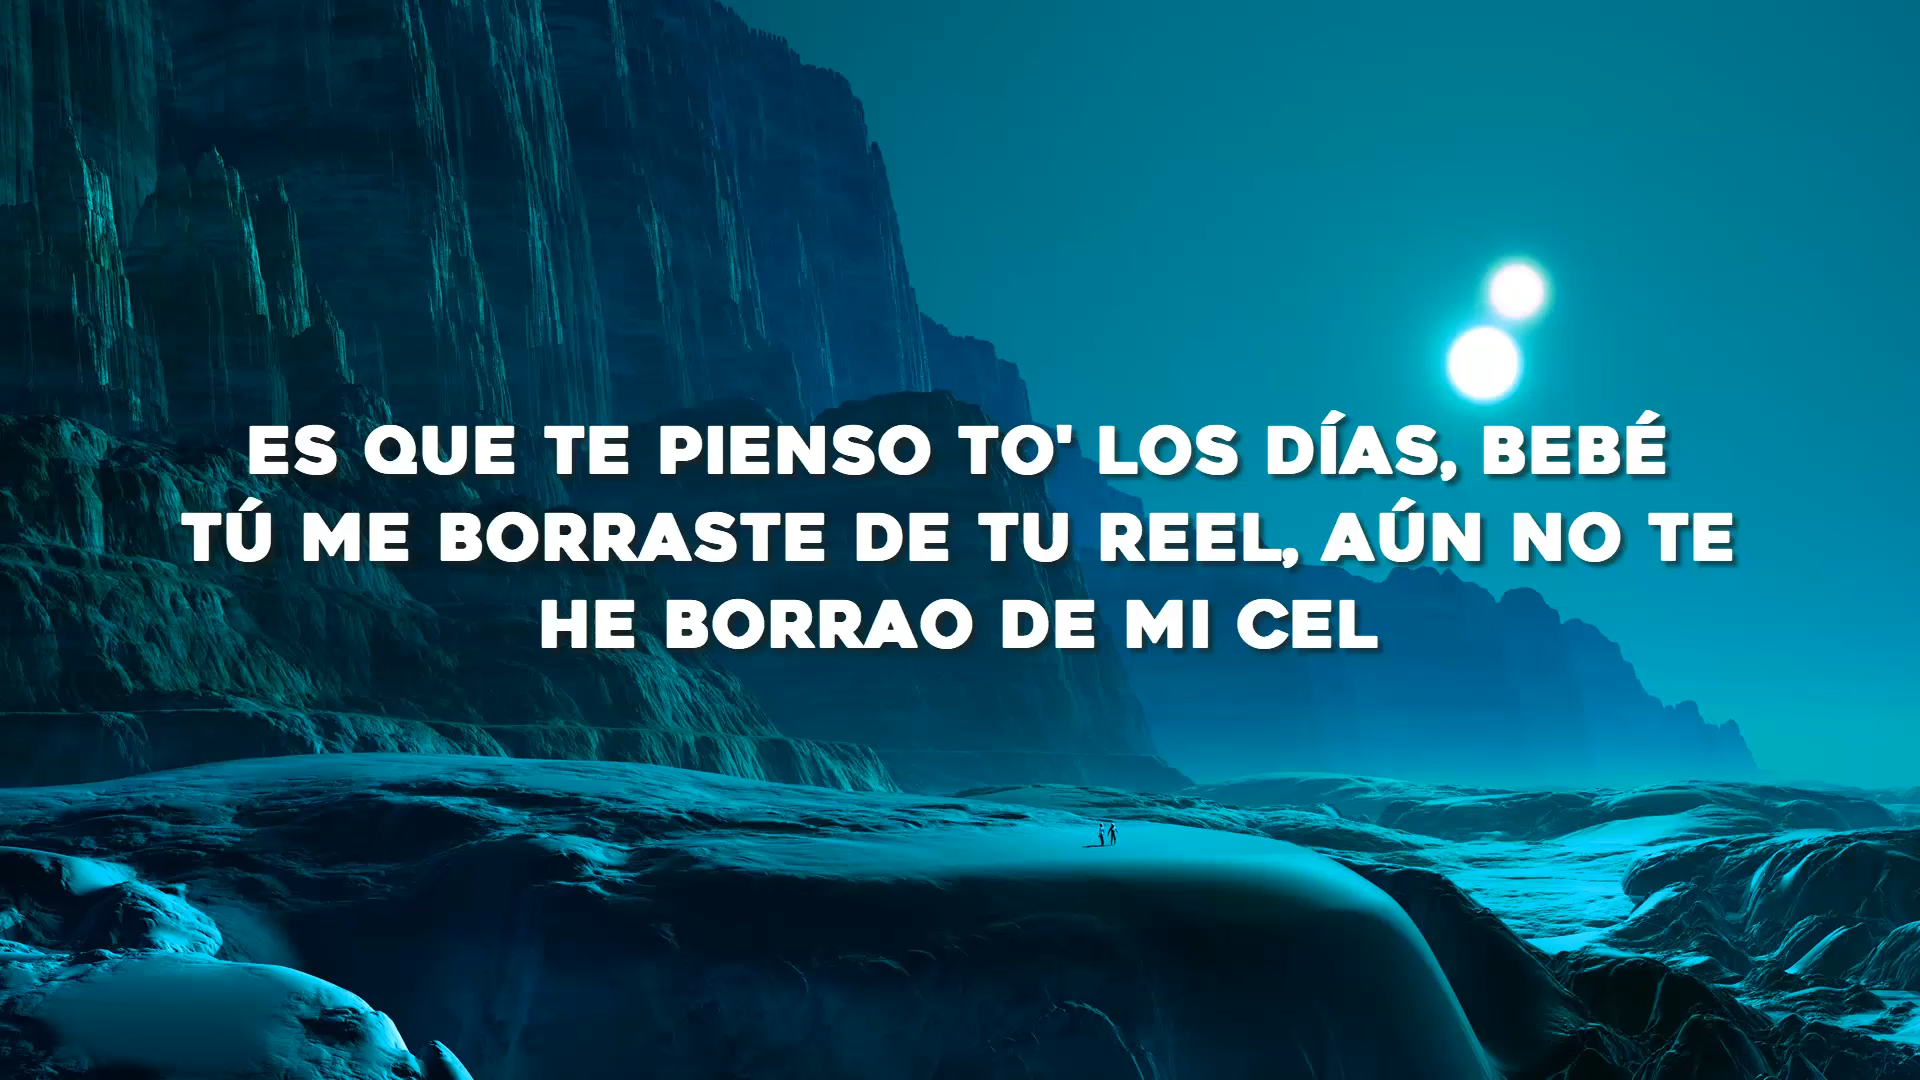 ES QUE TE PIENSO TO' LOS DÍAS, BEBÉ
TÚ ME BORRASTE DE TU REEL, AÚN NO TE
HE BORRAO DE MI CEL